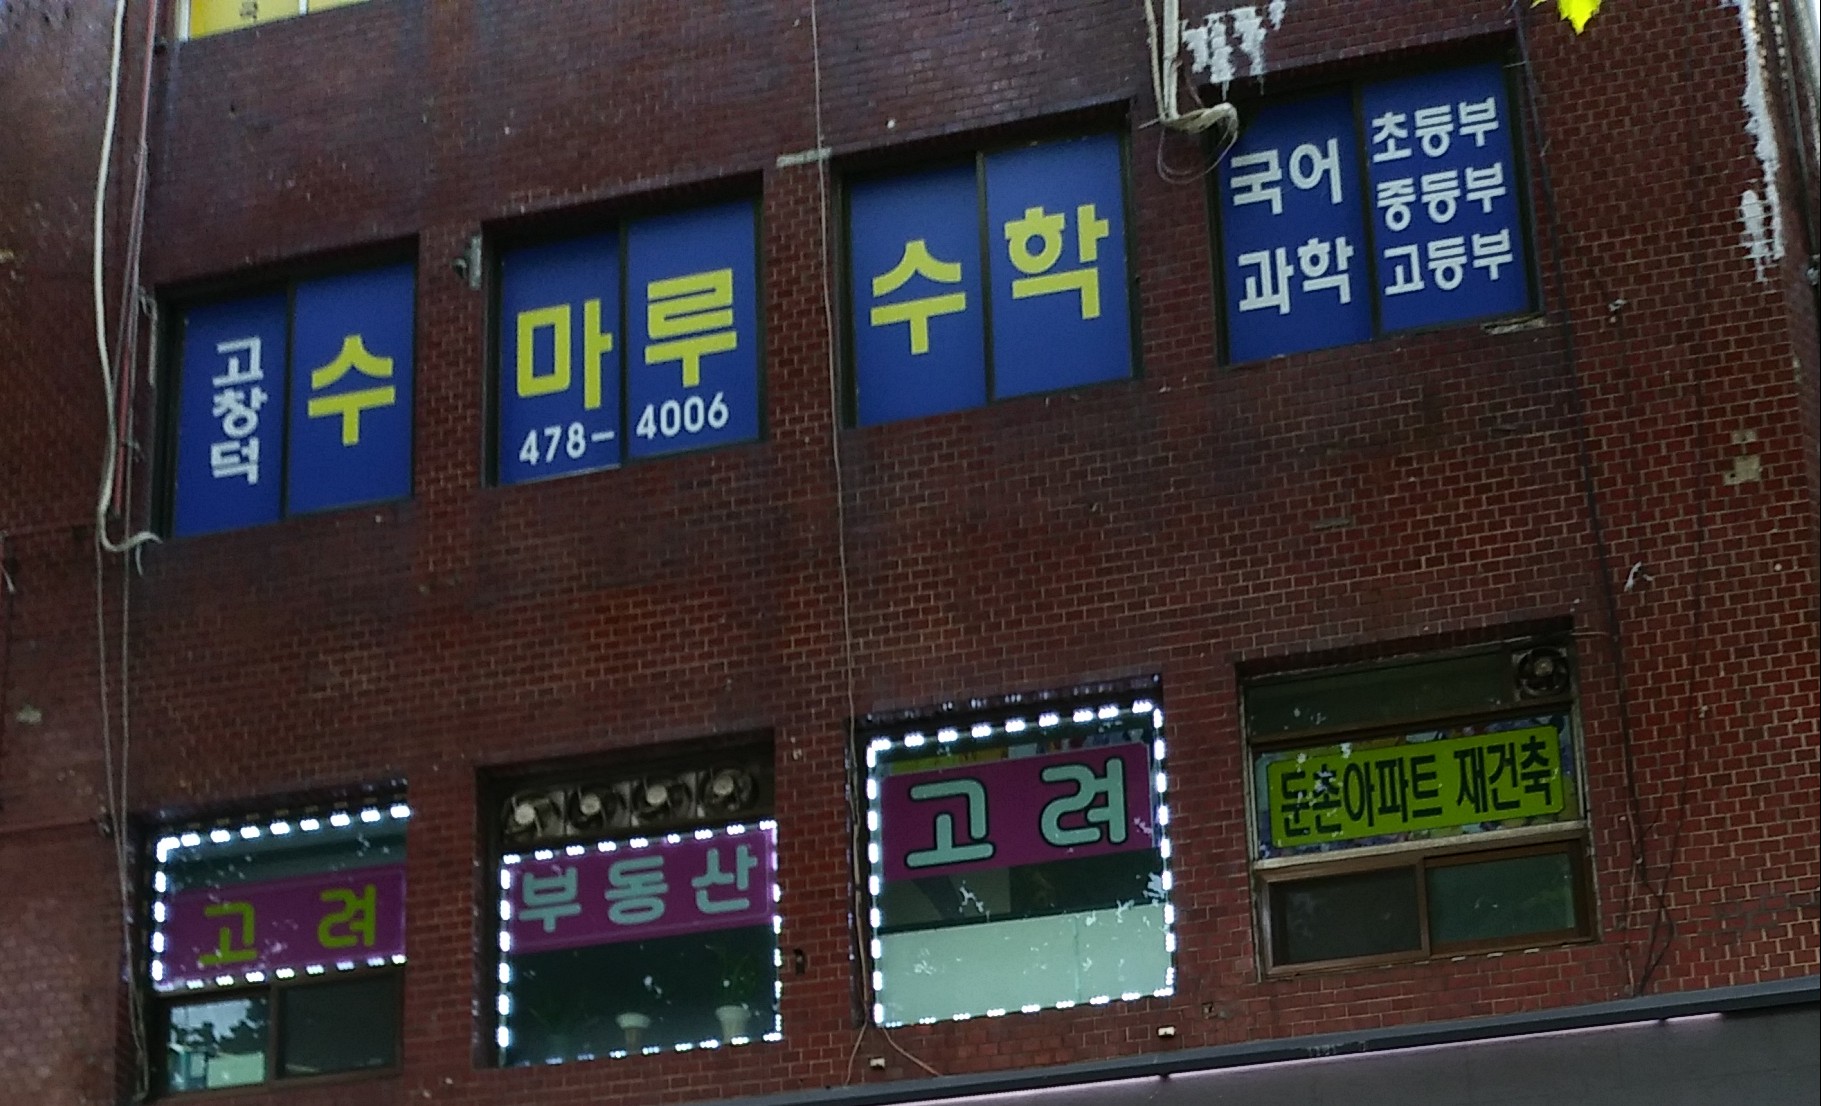 고창덕
수마루
수학
478-4006
국어
과학
초등부
중등부
고등부
고려
부동산
고려
둔촌아파트 재건축